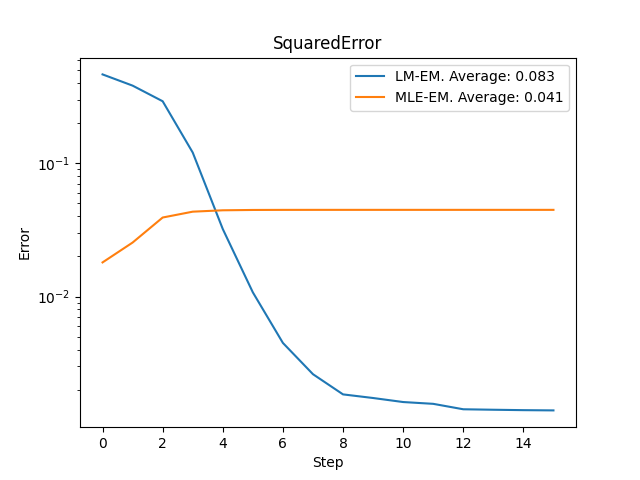 SquaredError
LM-EM. Average: 0.083
MLE-EM. Average: 0.041
Error
10⁻¹
10⁻²
0 2 4 6 8 10 12 14
Step